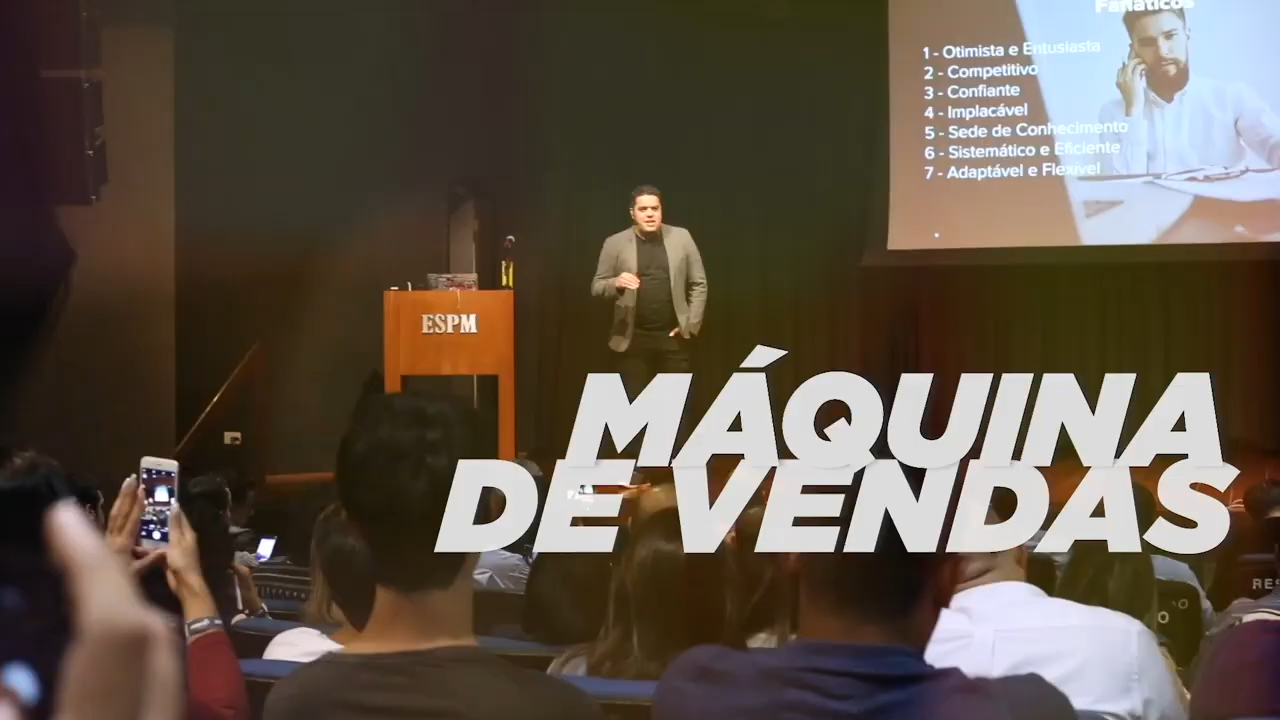 Fanáticos
1 - Otimista e Entusiasta
2 - Competitivo
3 - Confiante
4 - Implacável
5 - Sede de Conhecimento
6 - Sistemático e Eficiente
7 - Adaptável e Flexível
ESPM
MÁQUINA
DE VENDAS